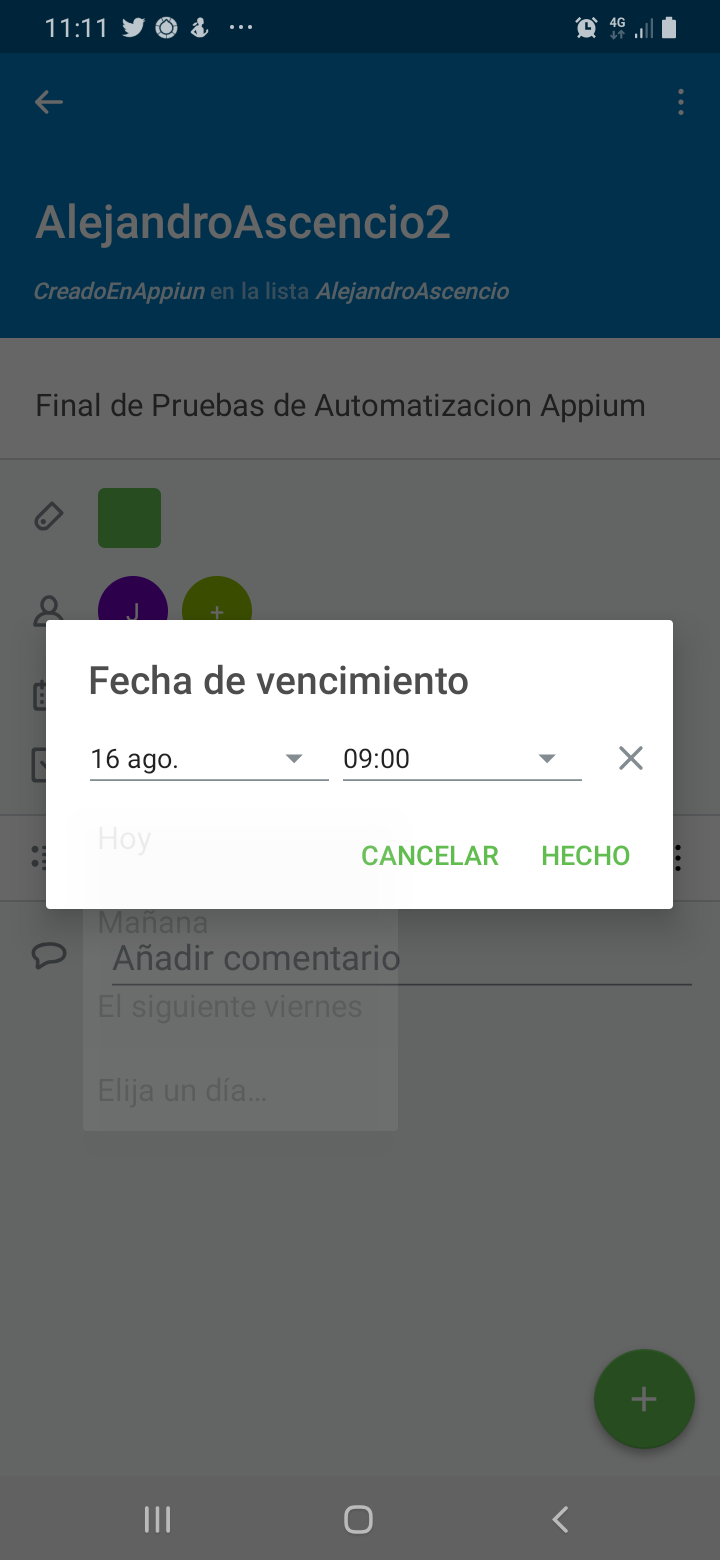 11:11
4G
AlejandroAscencio2
CreadoEnAppiun en la lista AlejandroAscencio
Final de Pruebas de Automatizacion Appium
J +
Fecha de vencimiento
16 ago. 09:00
Hoy
CANCELAR HECHO
Mañana
Añadir comentario
El siguiente viernes
Elija un día...
+